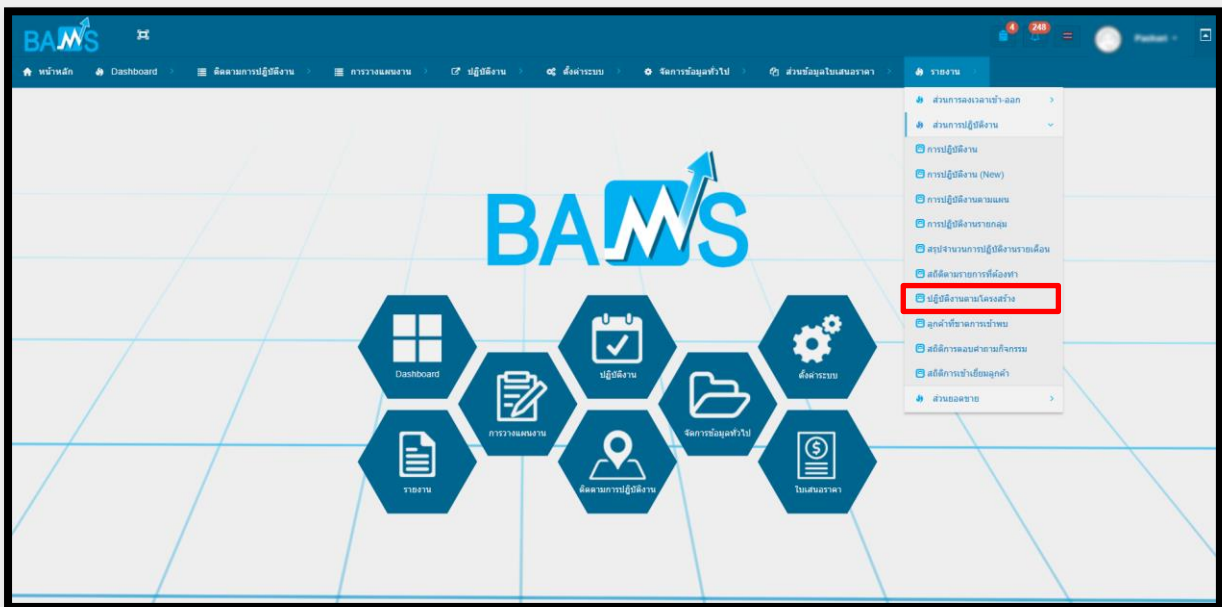 BAMS
4
248
หน้าหลัก
Dashboard
ติดตามการปฏิบัติงาน
การวางแผนงาน
ปฏิบัติงาน
ตั้งค่าระบบ
จัดการข้อมูลทั่วไป
ส่วนข้อมูลใบเสนอราคา
รายงาน
ส่วนการลงเวลาเข้า-ออก
ส่วนการปฏิบัติงาน
การปฏิบัติงาน
การปฏิบัติงาน (New)
การปฏิบัติงานตามแผน
การปฏิบัติงานรายกลุ่ม
สรุปจำนวนการปฏิบัติงานรายเดือน
สถิติตามรายการที่ต้องทำ
ปฏิบัติงานตามโครงสร้าง
ลูกค้าที่ขาดการเข้าพบ
สถิติการตอบคำถามกิจกรรม
สถิติการเข้าเยี่ยมลูกค้า
ส่วนยอดขาย
BAMS
Dashboard
ปฏิบัติงาน
ตั้งค่าระบบ
การวางแผนงาน
จัดการข้อมูลทั่วไป
รายงาน
ติดตามการปฏิบัติงาน
ใบเสนอราคา